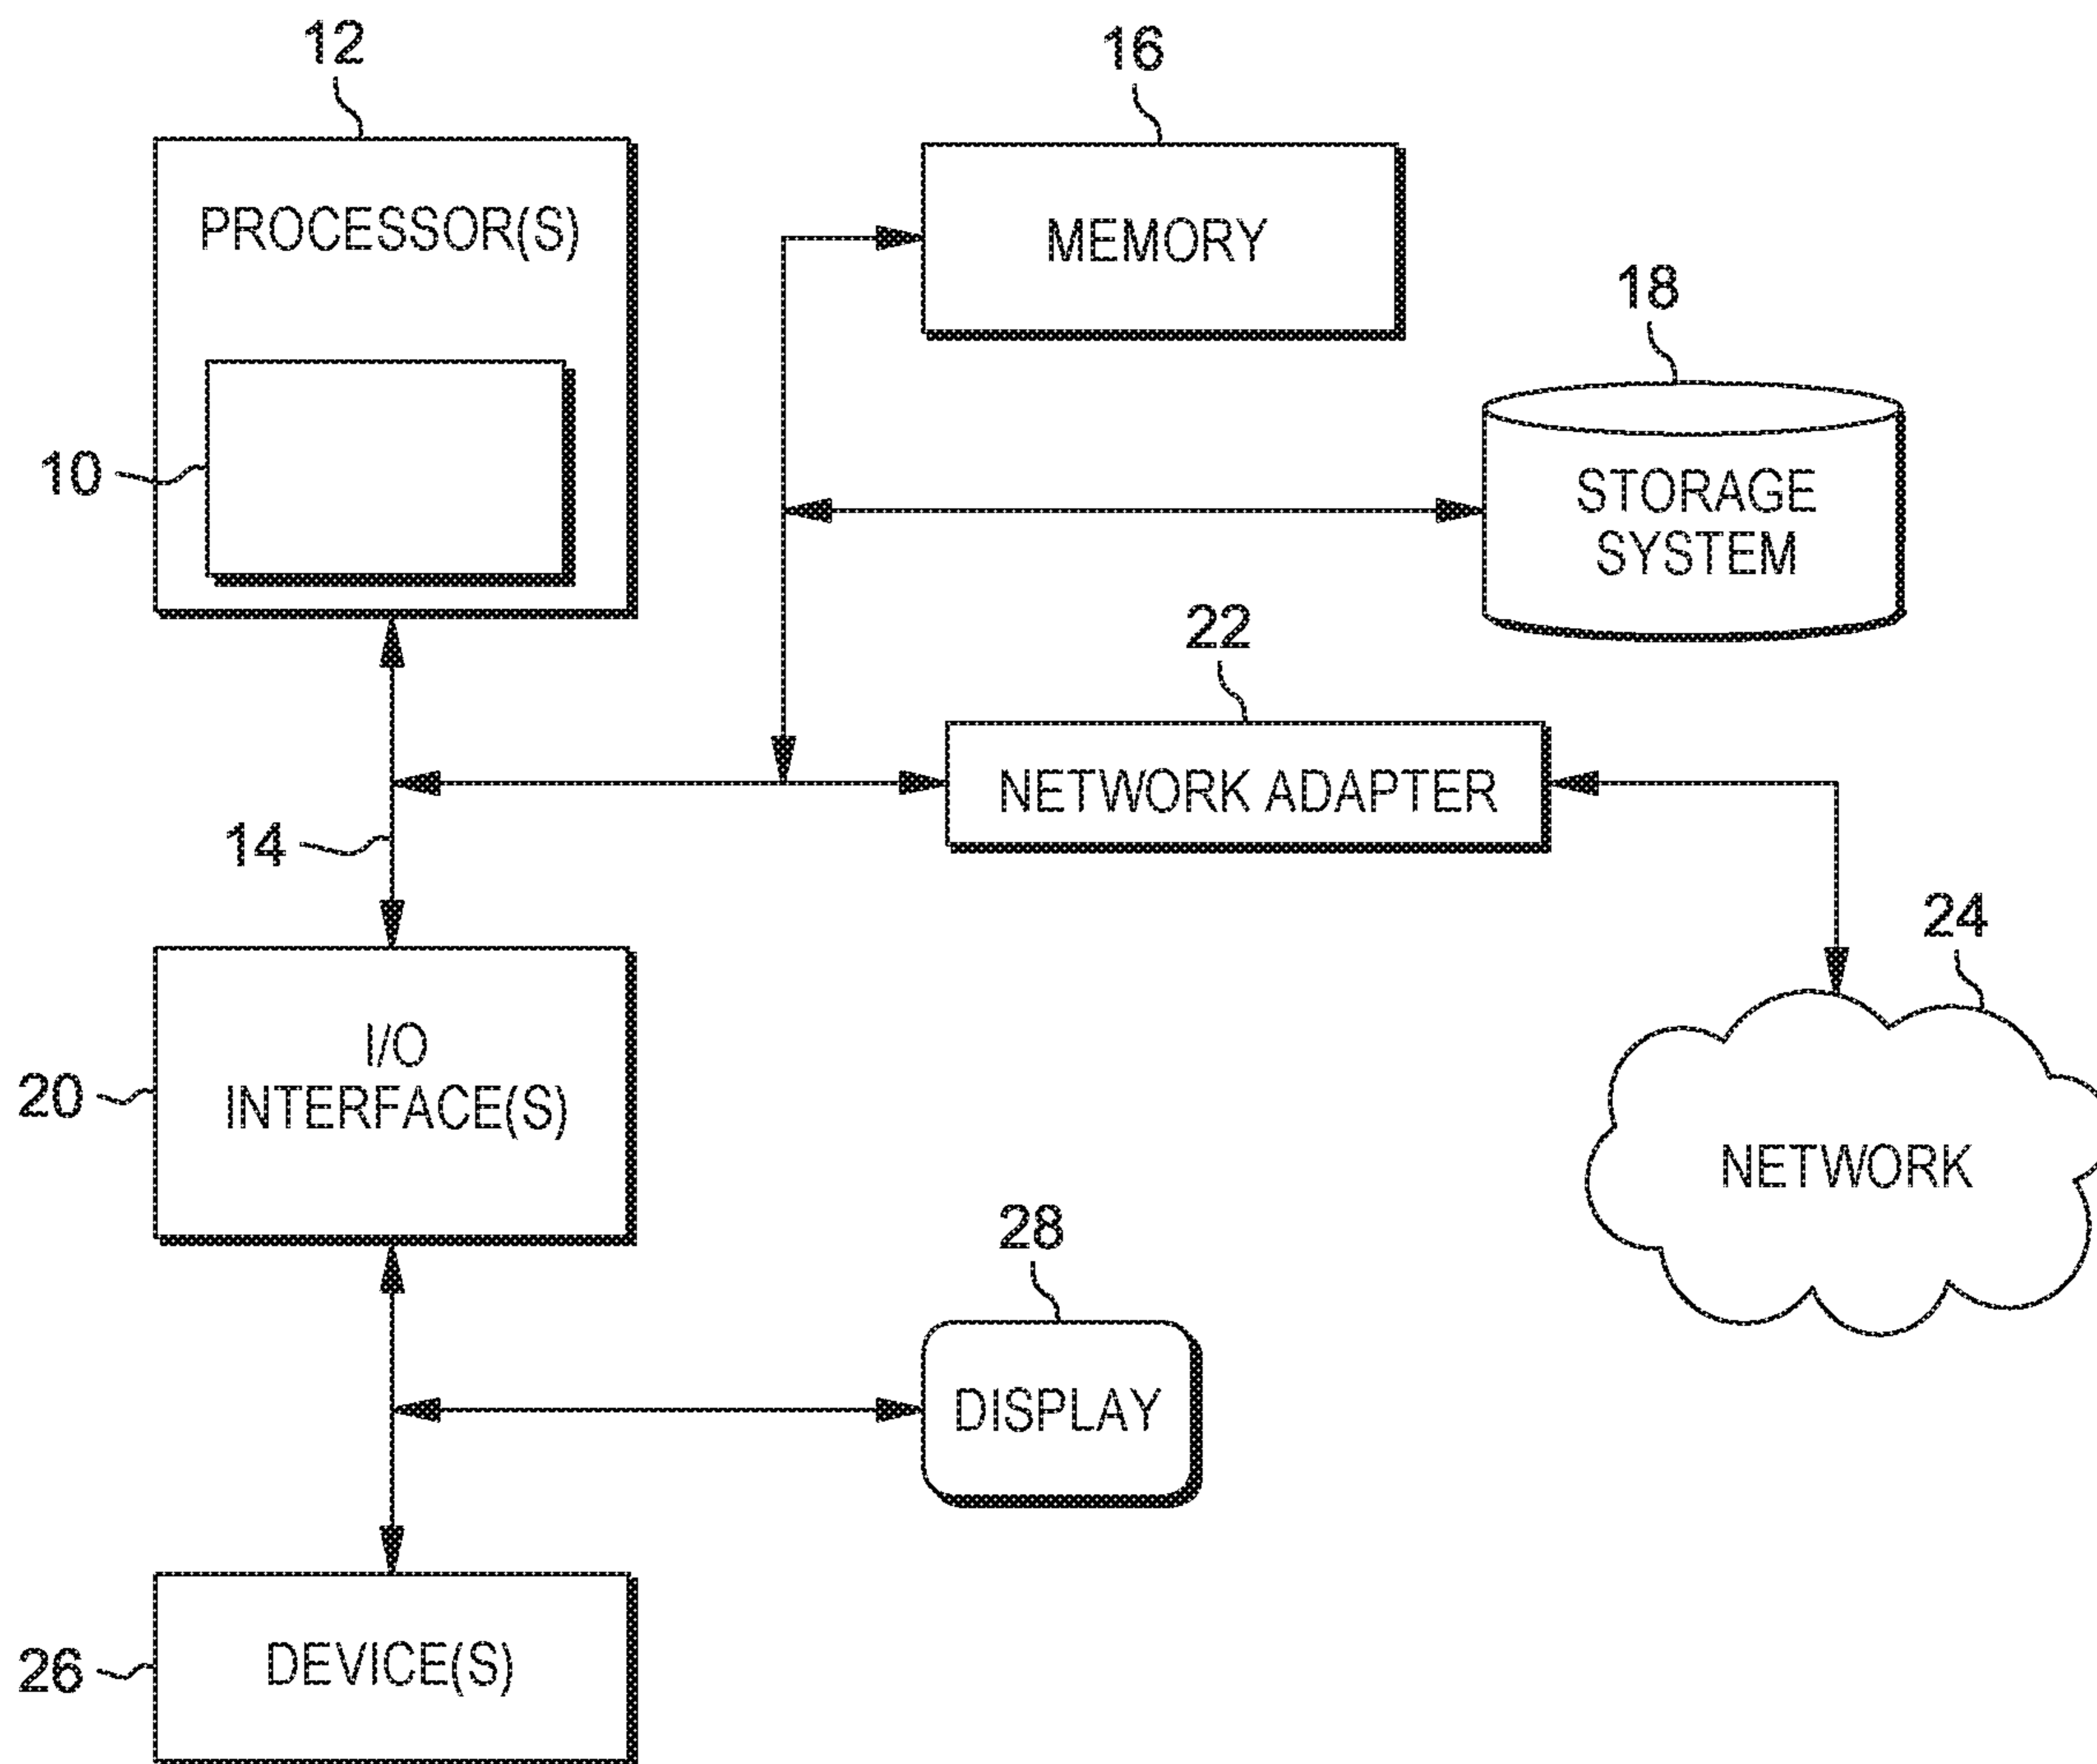 12
16
PROCESSOR(S)
MEMORY
18
10
STORAGE
SYSTEM
22
NETWORK ADAPTER
14
24
I/O
INTERFACE(S)
20
NETWORK
28
DISPLAY
26
DEVICE(S)